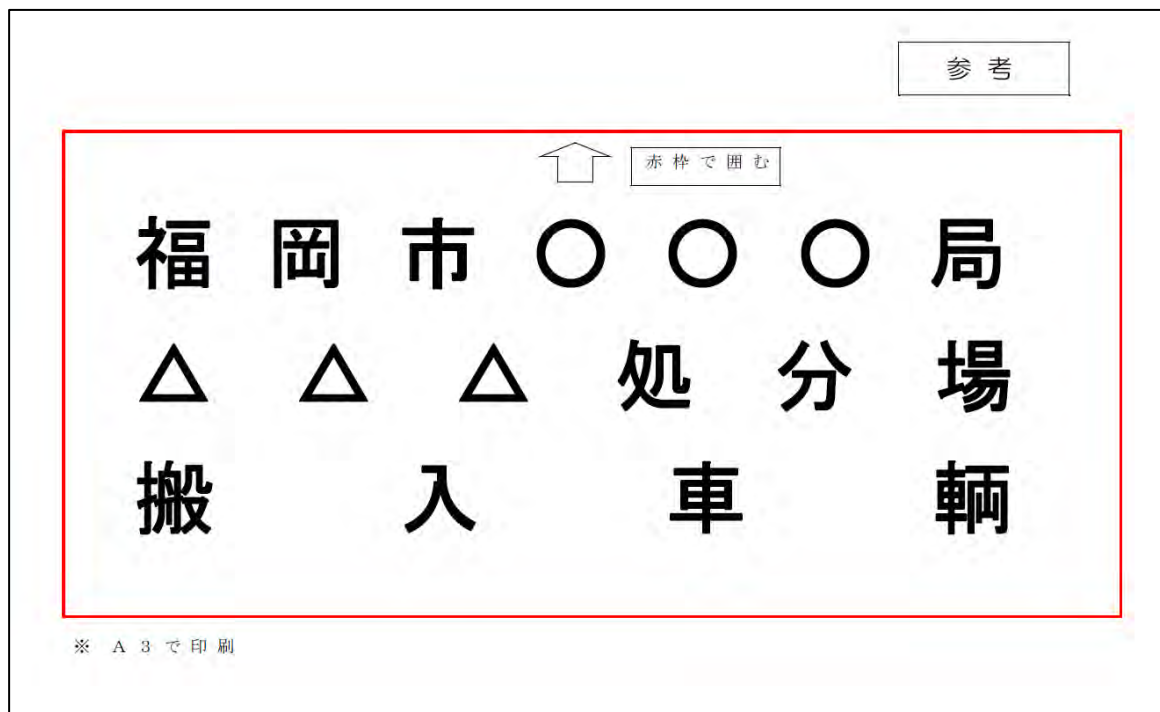 参考
赤枠で囲む
福岡市〇〇〇局
△△△処分場
搬入車輌
※ A3で印刷